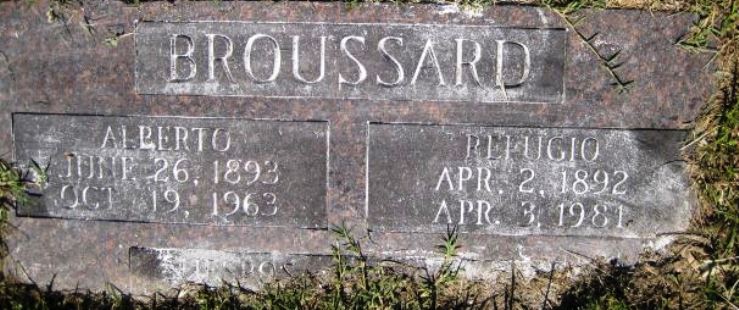 BROUSSARD
ALBERTO
JUNE 26, 1893
OCT 19, 1963
REFUGIO
APR. 2, 1892
APR. 3, 1981